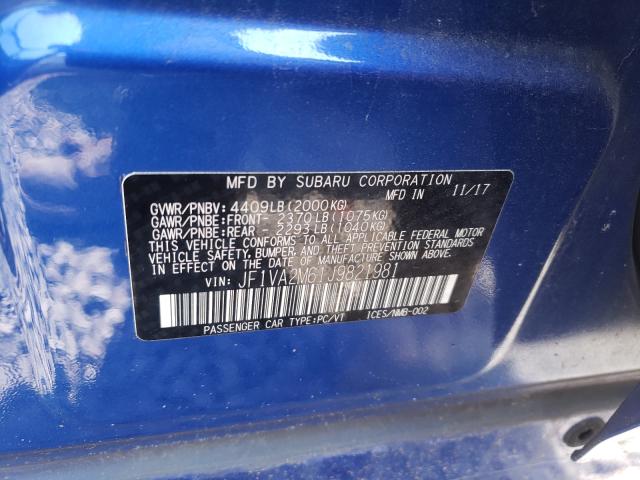 MFD BY SUBARU CORPORATION
MFD IN 11/17
GVWR/PNBV: 4409LB (2000KG)
GAWR/PNBE: FRONT- 2370LB (1075KG)
GAWR/PNBE: REAR - 2293LB (1040KG)
THIS VEHICLE CONFORMS TO ALL APPLICABLE FEDERAL MOTOR
VEHICLE SAFETY, BUMPER, AND THEFT PREVENTION STANDARDS
IN EFFECT ON THE DATE OF MANUFACTURE SHOWN ABOVE.
VIN: JF1VA2M61J9821981
PASSENGER CAR TYPE:PC/VT ICES/NMB-002